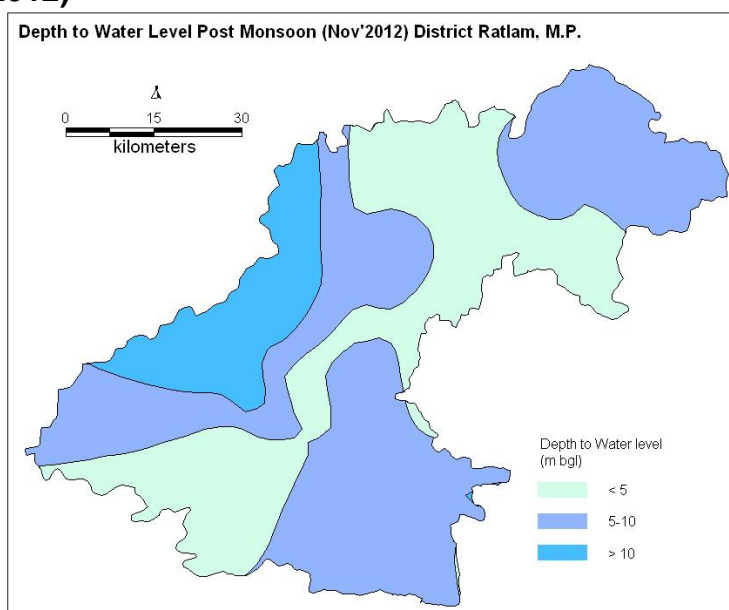 Depth to Water Level Post Monsoon (Nov'2012) District Ratlam, M.P.
0 15 30
kilometers
Depth to Water level
(m bgl)
< 5
5-10
> 10